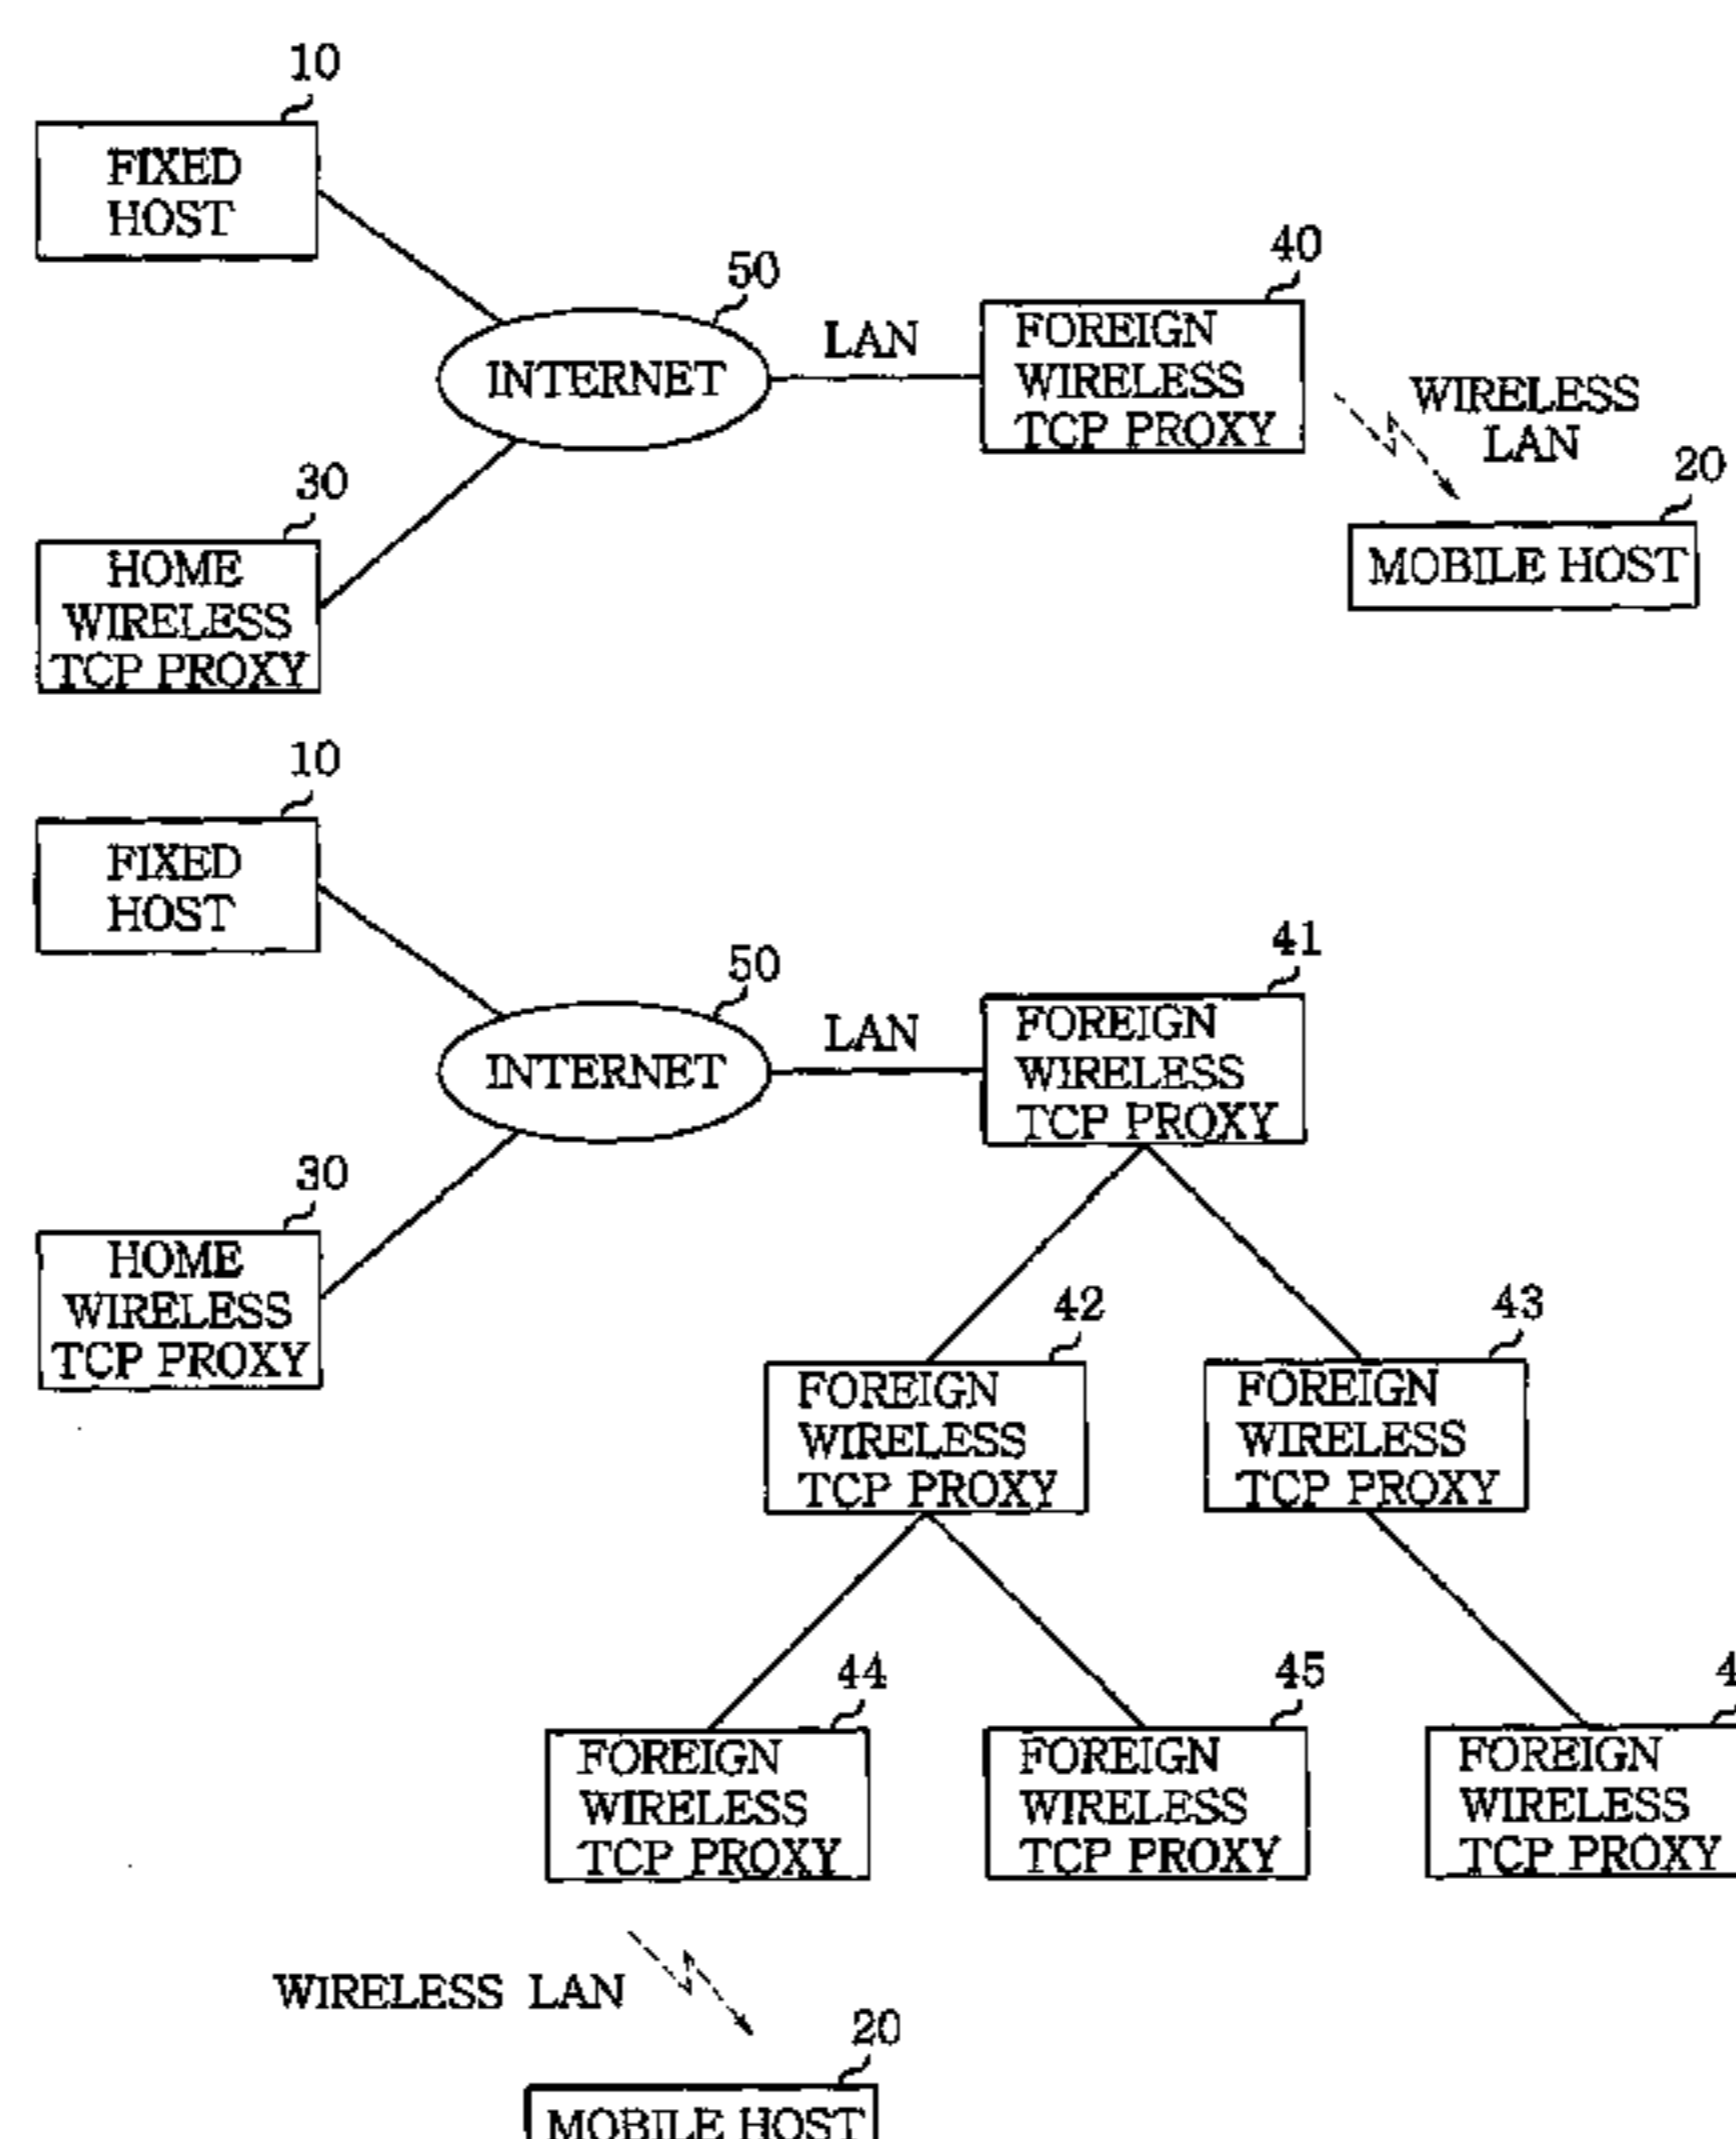 10
FIXED
HOST
50
INTERNET
LAN
40
FOREIGN
WIRELESS
TCP PROXY
WIRELESS
LAN
20
MOBILE HOST
30
HOME
WIRELESS
TCP PROXY
10
FIXED
HOST
50
INTERNET
LAN
41
FOREIGN
WIRELESS
TCP PROXY
30
HOME
WIRELESS
TCP PROXY
42
FOREIGN
WIRELESS
TCP PROXY
43
FOREIGN
WIRELESS
TCP PROXY
44
FOREIGN
WIRELESS
TCP PROXY
45
FOREIGN
WIRELESS
TCP PROXY
FOREIGN
WIRELESS
TCP PROXY
WIRELESS LAN
20
MOBILE HOST